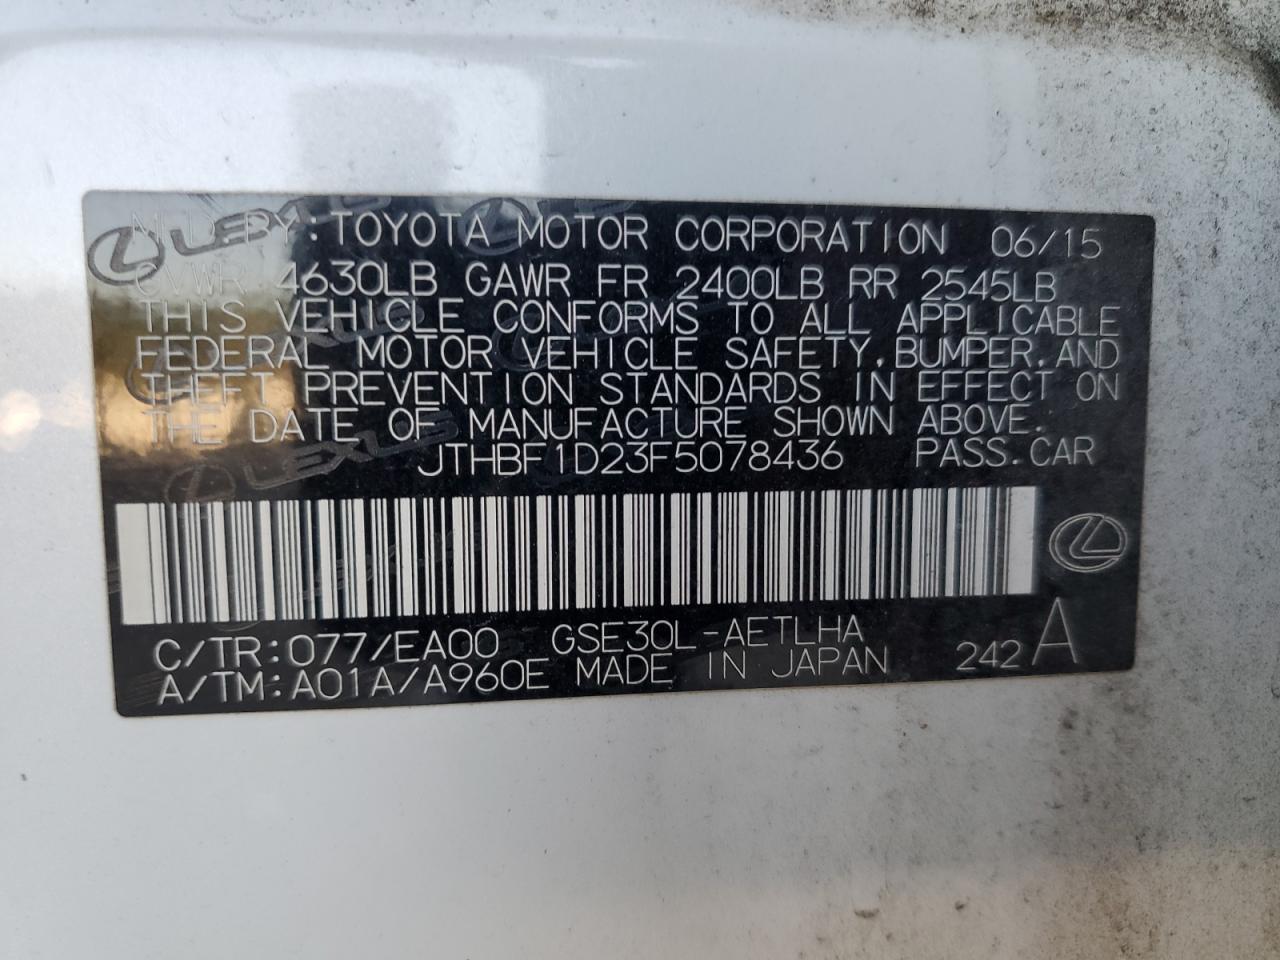 MFD.BY:TOYOTA MOTOR CORPORATION 06/15
GVWR 4630LB GAWR FR 2400LB RR 2545LB
THIS VEHICLE CONFORMS TO ALL APPLICABLE
FEDERAL MOTOR VEHICLE SAFETY,BUMPER,AND
THEFT PREVENTION STANDARDS IN EFFECT ON
THE DATE OF MANUFACTURE SHOWN ABOVE.
JTHBF1D23F5078436 PASS.CAR
C/TR:077/EA00 GSE30L-AETLHA
A/TM:A01A/A960E MADE IN JAPAN 242 A
LEXUS
LEXUS